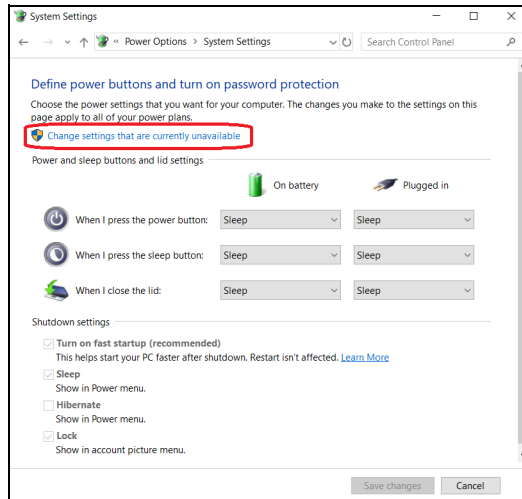 System Settings
« Power Options > System Settings
Search Control Panel
Define power buttons and turn on password protection
Choose the power settings that you want for your computer. The changes you make to the settings on this
page apply to all of your power plans.
Change settings that are currently unavailable
Power and sleep buttons and lid settings
On battery Plugged in
When I press the power button: Sleep Sleep
When I press the sleep button: Sleep Sleep
When I close the lid: Sleep Sleep
Shutdown settings
Turn on fast startup (recommended)
This helps start your PC faster after shutdown. Restart isn't affected. Learn More
Sleep
Show in Power menu.
Hibernate
Show in Power menu.
Lock
Show in account picture menu.
Save changes Cancel